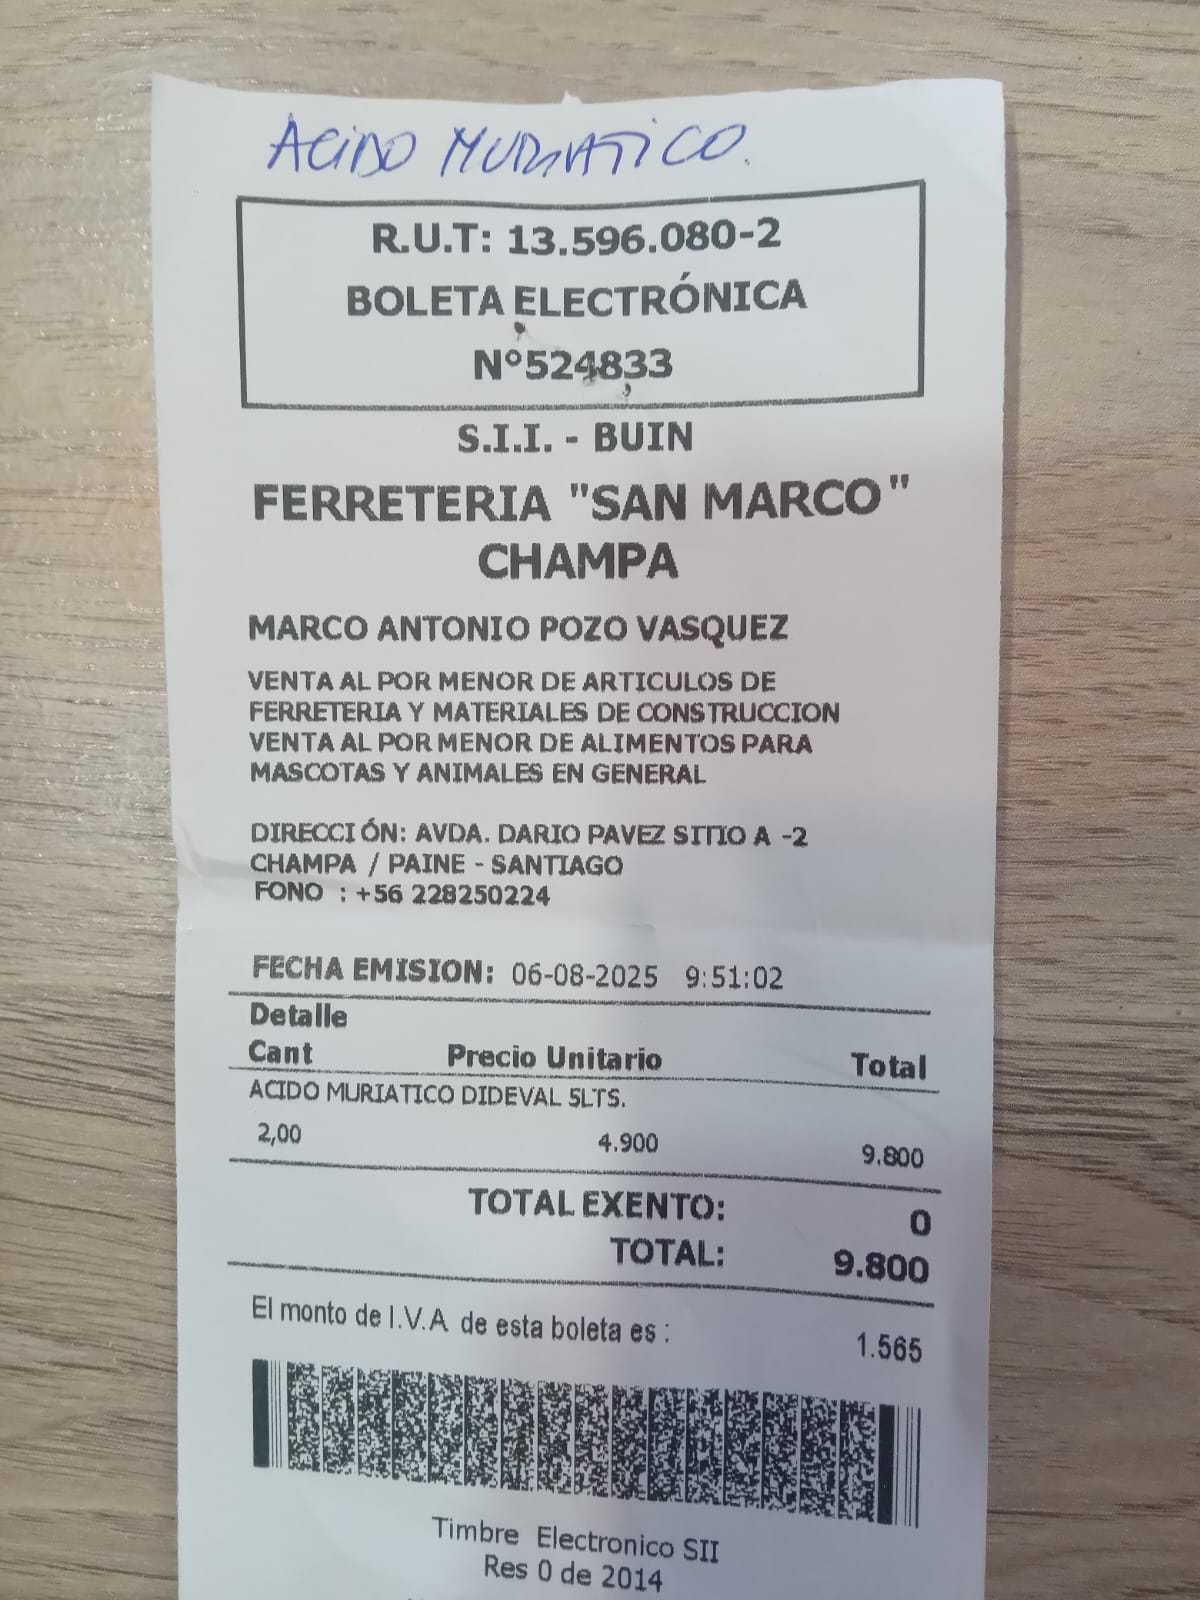 ACIDO MURIATICO.
R.U.T: 13.596.080-2
BOLETA ELECTRÓNICA
Nº524833
S.I.I. - BUIN
FERRETERIA "SAN MARCO"
CHAMPA
MARCO ANTONIO POZO VASQUEZ
VENTA AL POR MENOR DE ARTICULOS DE
FERRETERIA Y MATERIALES DE CONSTRUCCION
VENTA AL POR MENOR DE ALIMENTOS PARA
MASCOTAS Y ANIMALES EN GENERAL
DIRECCIÓN: AVDA. DARIO PAVEZ SITIO A -2
CHAMPA / PAINE - SANTIAGO
FONO : +56 228250224
FECHA EMISION: 06-08-2025 9:51:02
Detalle
Cant Precio Unitario Total
ACIDO MURIATICO DIDEVAL 5LTS.
2,00 4.900 9.800
TOTAL EXENTO: 0
TOTAL: 9.800
El monto de I.V.A de esta boleta es : 1.565
Timbre Electronico SII
Res 0 de 2014